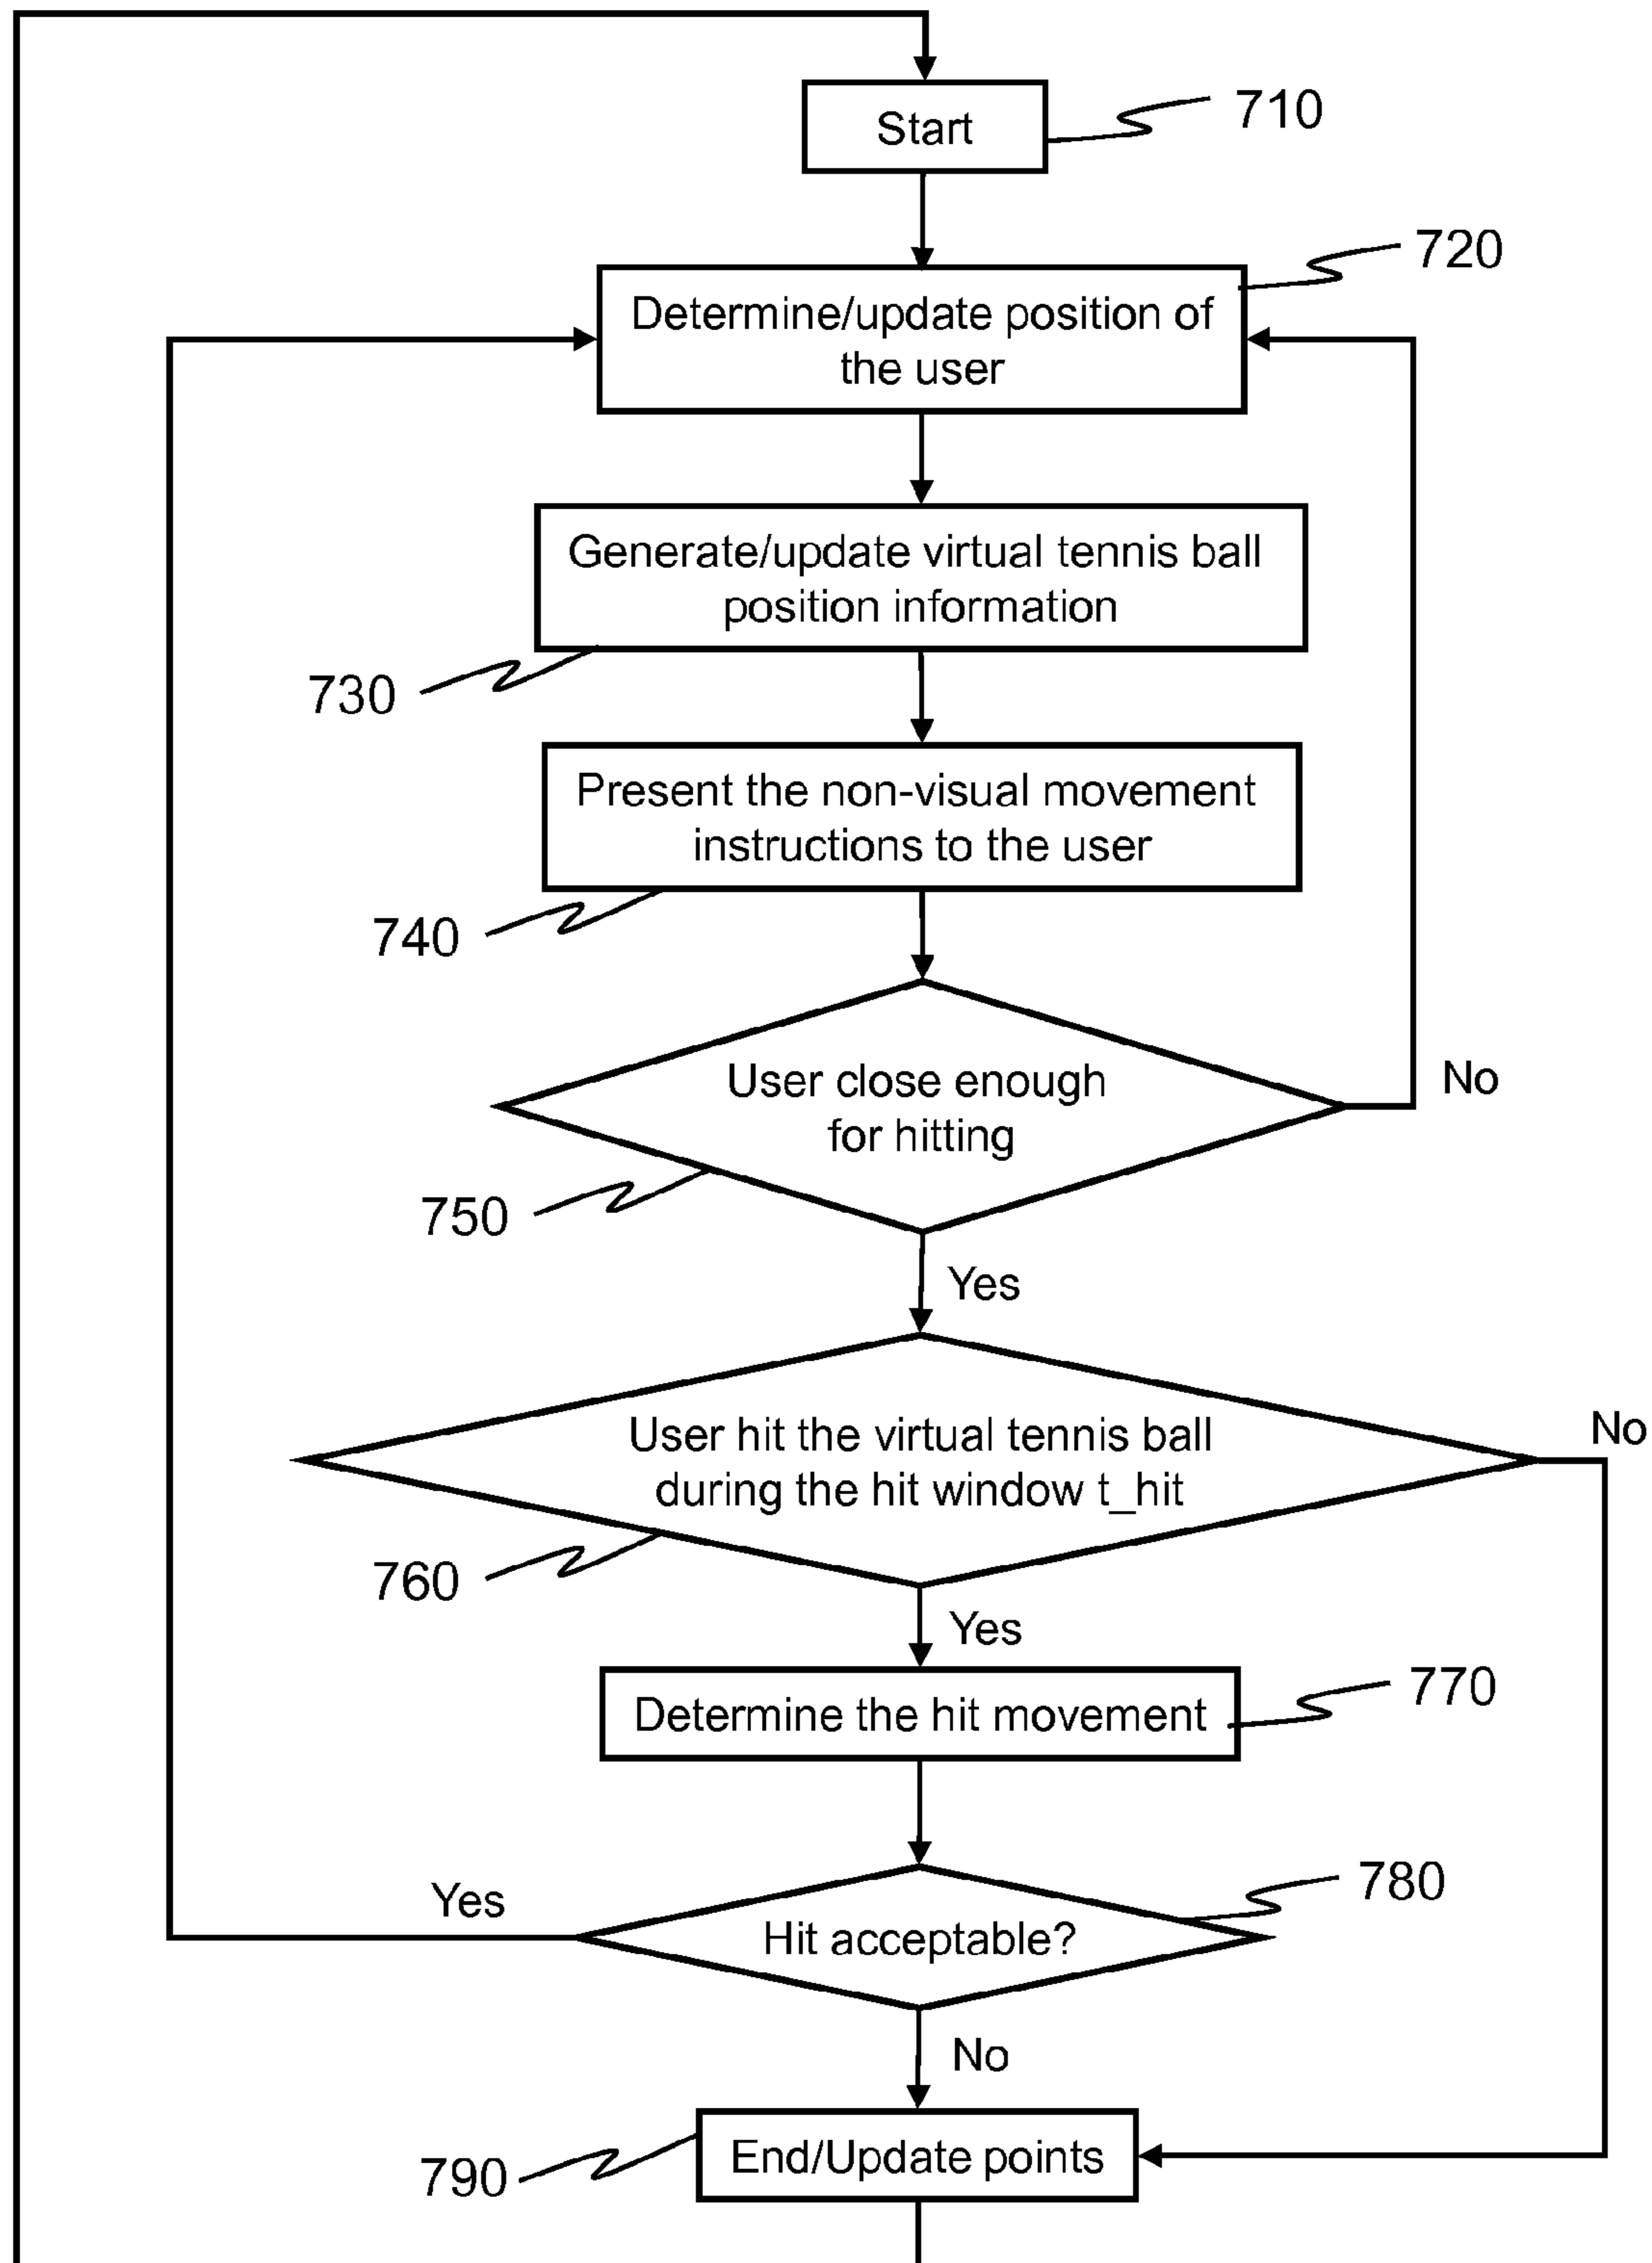 Start
710
720
Determine/update position of
the user
Generate/update virtual tennis ball
position information
730
Present the non-visual movement
instructions to the user
740
User close enough
for hitting
No
750
Yes
User hit the virtual tennis ball
during the hit window t_hit
No
760
Yes
Determine the hit movement
770
780
Yes
Hit acceptable?
No
End/Update points
790